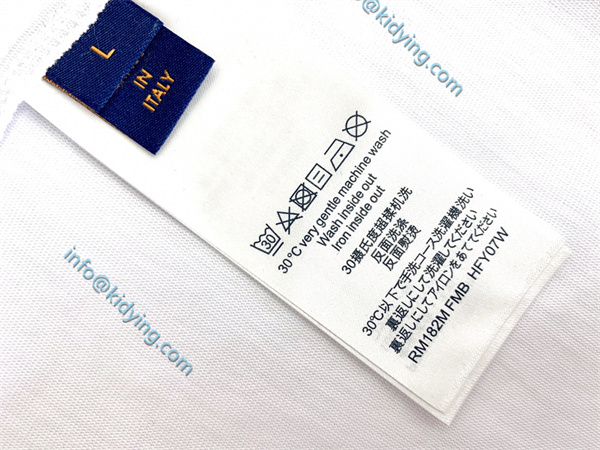 info@kidying.com
L
IN
ITALY
30
30℃ very gentle machine wash
Wash inside out
Iron inside out
30摄氏度超揉机洗
反面洗涤
反面熨烫
30℃以下で手洗コース洗濯機洗い
裏返しにして洗濯してください
裏返しにしてアイロンをあてください
RM182M FMB HFY07W
info@kidying.com